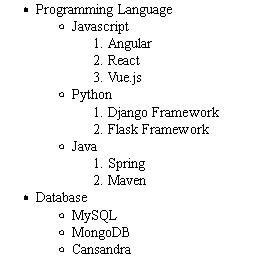 Programming Language
Javascript
1. Angular
2. React
3. Vue.js
Python
1. Django Framework
2. Flask Framework
Java
1. Spring
2. Maven
Database
MySQL
MongoDB
Cansandra